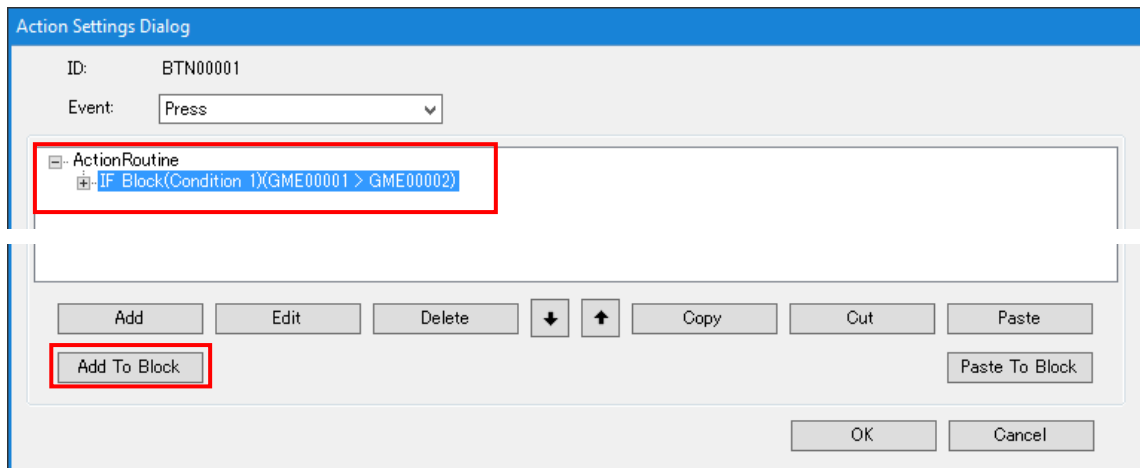 Action Settings Dialog
ID: BTN00001
Event: Press
ActionRoutine
IF Block(Condition 1)(GME00001 > GME00002)
Add Edit Delete Copy Cut Paste
Add To Block Paste To Block
OK Cancel